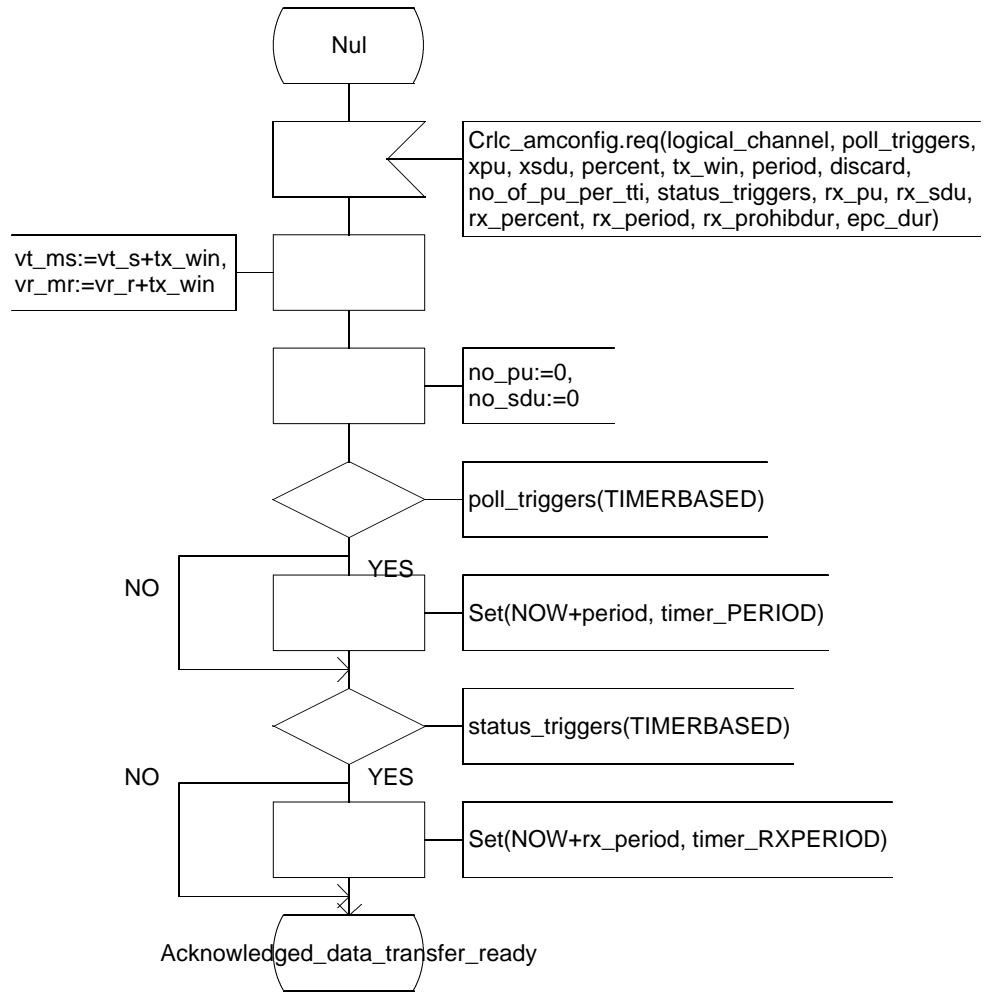 Nul
Crlc_amconfig.req(logical_channel, poll_triggers,
xpu, xsdu, percent, tx_win, period, discard,
no_of_pu_per_tti, status_triggers, rx_pu, rx_sdu,
rx_percent, rx_period, rx_prohibdur, epc_dur)
vt_ms:=vt_s+tx_win,
vr_mr:=vr_r+tx_win
no_pu:=0,
no_sdu:=0
poll_triggers(TIMERBASED)
YES
NO
Set(NOW+period, timer_PERIOD)
status_triggers(TIMERBASED)
NO
YES
Set(NOW+rx_period, timer_RXPERIOD)
Acknowledged_data_transfer_ready